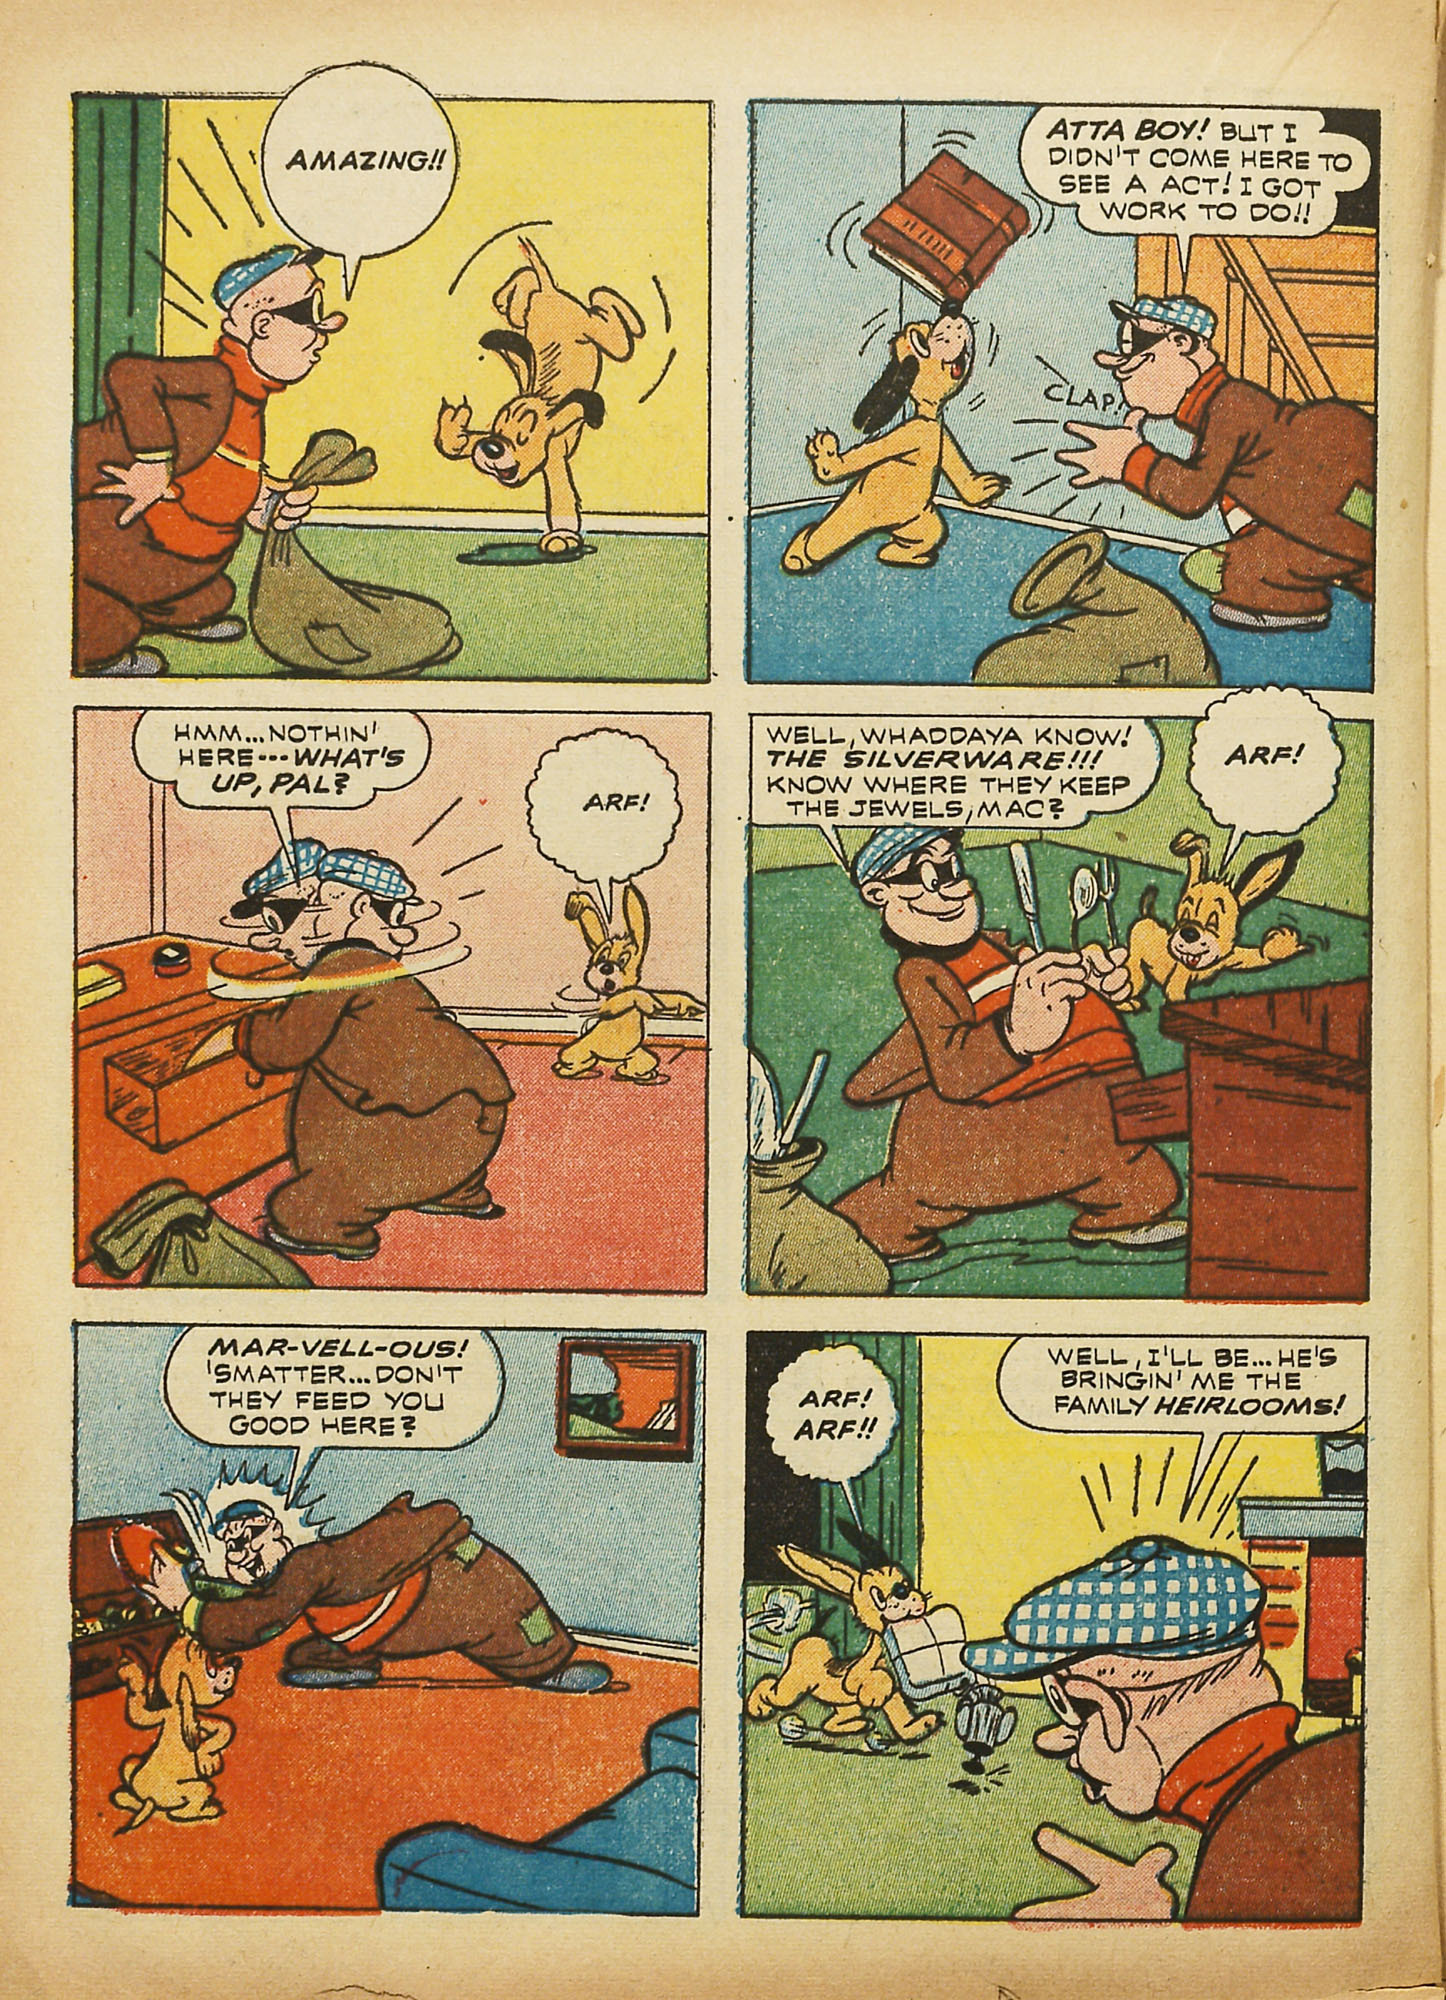 AMAZING!!
ATTA BOY! BUT I
DIDN'T COME HERE TO
SEE A ACT! I GOT
WORK TO DO!!
CLAP!
HMM...NOTHIN'
HERE---WHAT'S
UP, PAL?
ARF!
WELL, WHADDAYA KNOW!
THE SILVERWARE!!!
KNOW WHERE THEY KEEP
THE JEWELS, MAC?
ARF!
MAR-VELL-OUS!
'SMATTER...DON'T
THEY FEED YOU
GOOD HERE?
ARF!
ARF!!
WELL, I'LL BE...HE'S
BRINGIN' ME THE
FAMILY HEIRLOOMS!